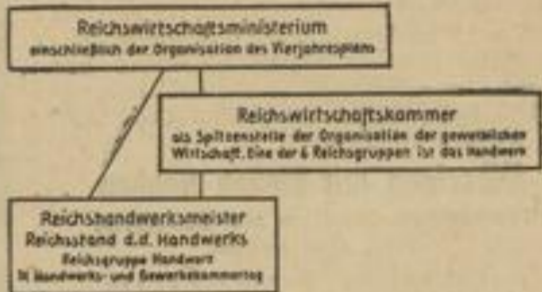 Reichswirtschaftsministerium
einschließlich der Organisation des Vierjahresplans
Reichswirtschaftskammer
als Spitzenstelle der Organisation der gewerblichen
Wirtschaft. Eine der 6 Reichsgruppen ist das Handwerk
Reichshandwerksmeister
Reichsstand d.d. Handwerks
Reichsgruppe Handwerk
Handwerks- und Gewerbekammertag